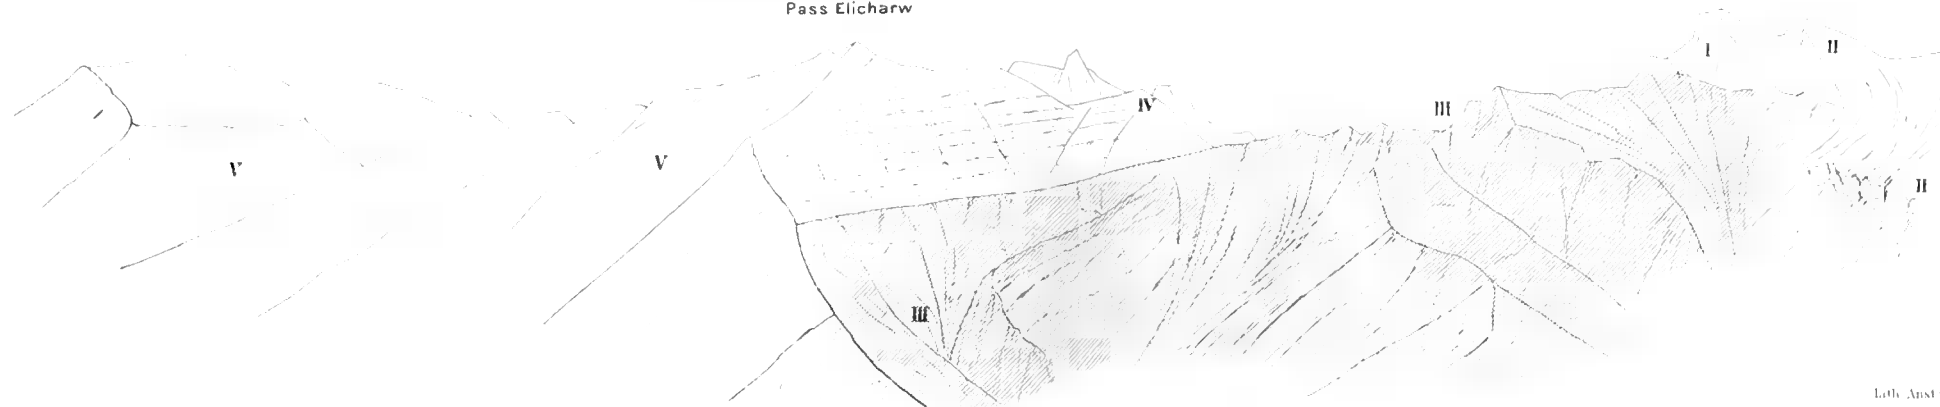 Pass Elicharw
I
II
IV
III
V
V
II
III
Lith. Anst